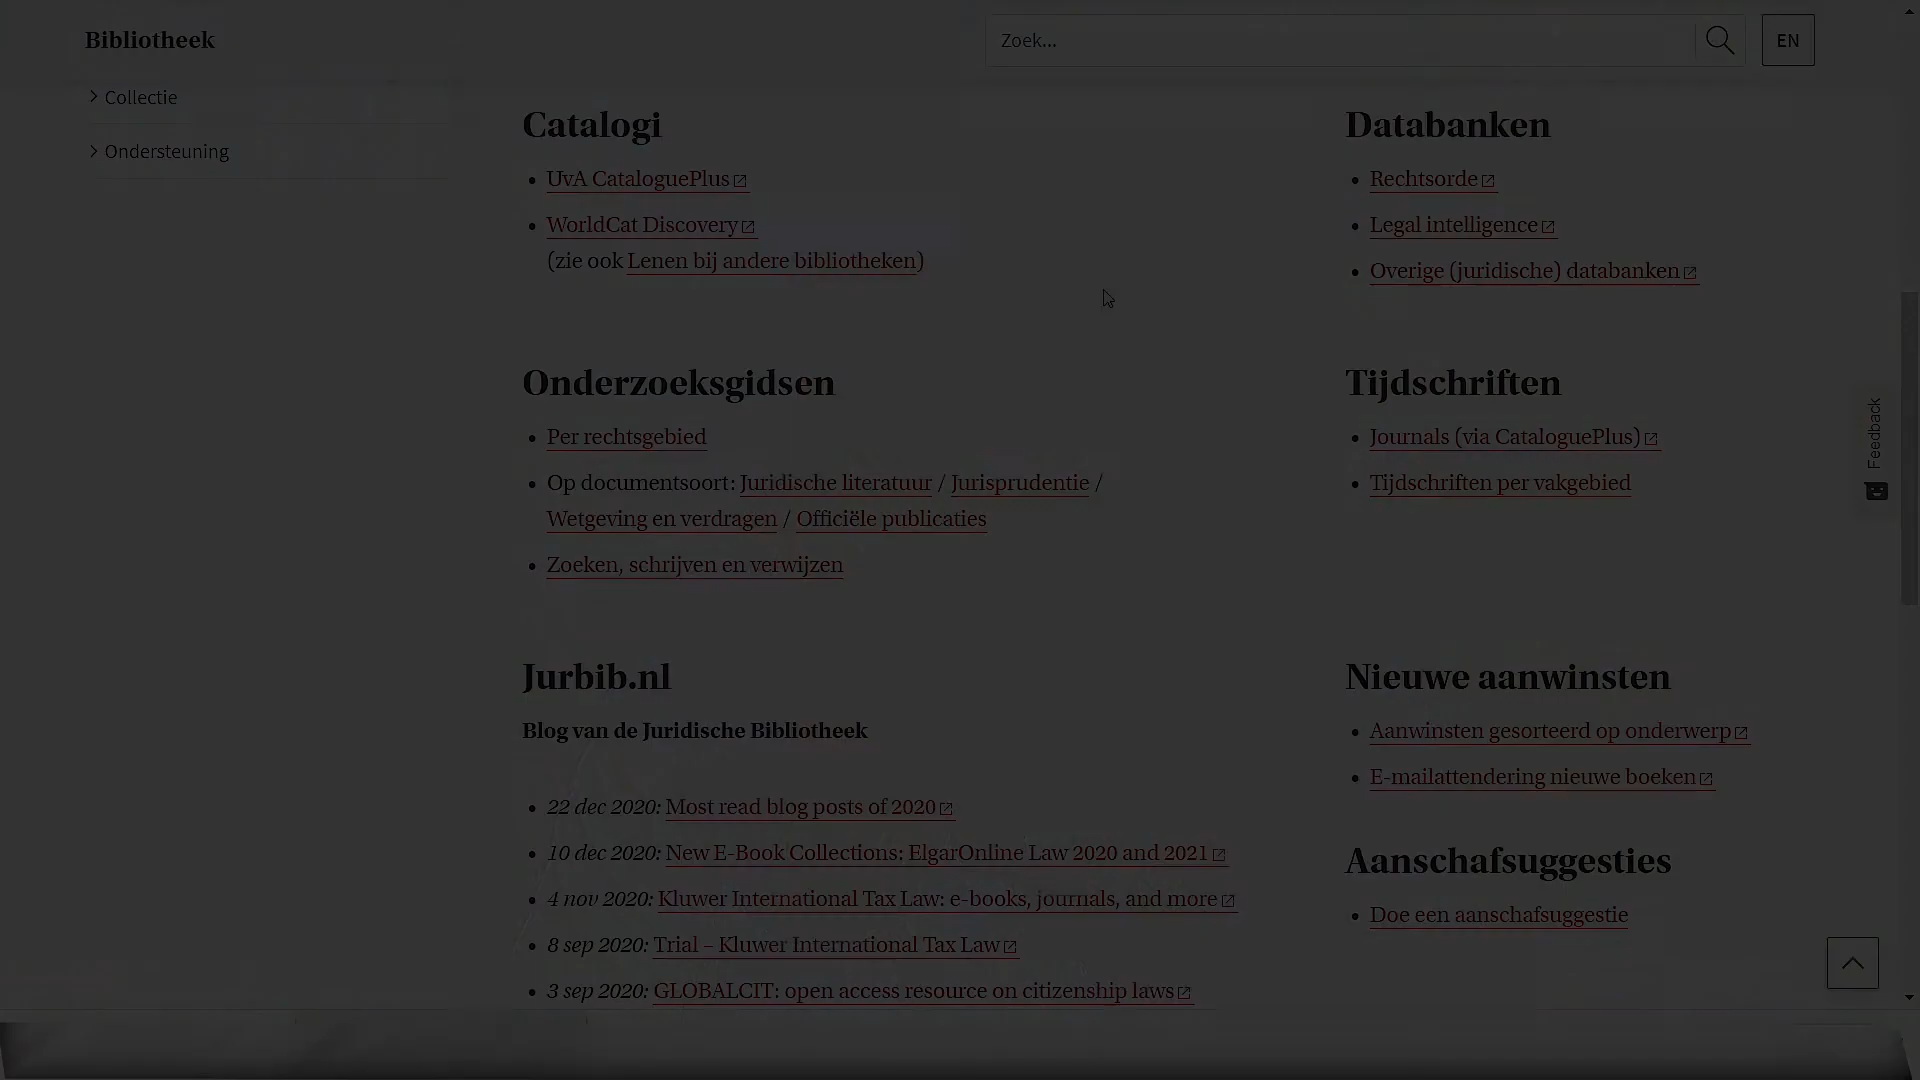 Bibliotheek
Zoek...
EN
Collectie
Ondersteuning
Catalogi
UvA CataloguePlus
WorldCat Discovery
(zie ook Lenen bij andere bibliotheken)
Databanken
Rechtsorde
Legal intelligence
Overige (juridische) databanken
Onderzoeksgidsen
Per rechtsgebied
Op documentsoort: Juridische literatuur / Jurisprudentie /
Wetgeving en verdragen / Officiële publicaties
Zoeken, schrijven en verwijzen
Tijdschriften
Journals (via CataloguePlus)
Tijdschriften per vakgebied
Feedback
Jurbib.nl
Blog van de Juridische Bibliotheek
22 dec 2020: Most read blog posts of 2020
10 dec 2020: New E-Book Collections: ElgarOnline Law 2020 and 2021
4 nov 2020: Kluwer International Tax Law: e-books, journals, and more
8 sep 2020: Trial – Kluwer International Tax Law
3 sep 2020: GLOBALCIT: open access resource on citizenship laws
Nieuwe aanwinsten
Aanwinsten gesorteerd op onderwerp
E-mailattendering nieuwe boeken
Aanschafsuggesties
Doe een aanschafsuggestie